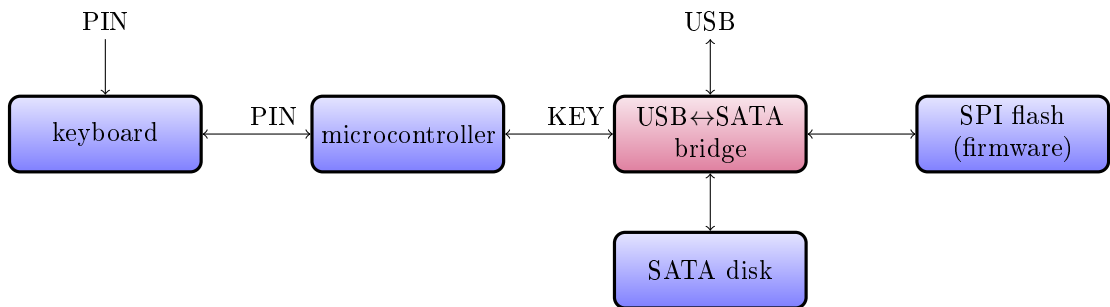 PIN
USB
keyboard
PIN
microcontroller
KEY
USB↔SATA
bridge
SPI flash
(firmware)
SATA disk